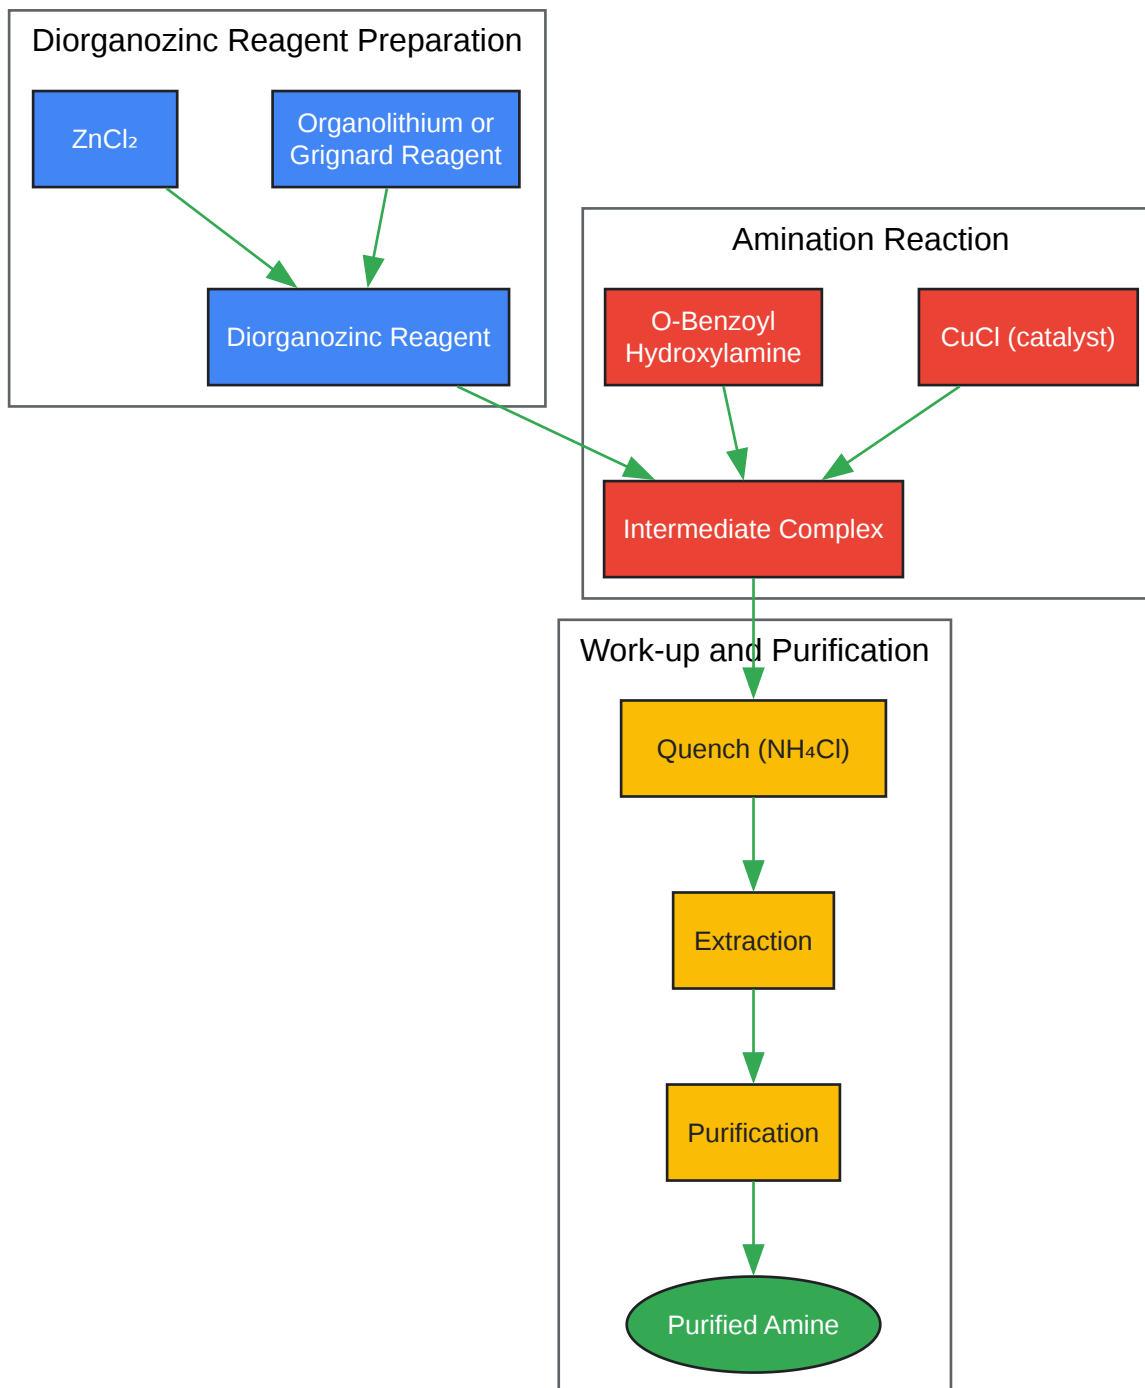 Diorganozinc Reagent Preparation
ZnCl₂
Organolithium or
Grignard Reagent
Diorganozinc Reagent
Amination Reaction
O-Benzoyl
Hydroxylamine
CuCl (catalyst)
Intermediate Complex
Work-up and Purification
Quench (NH₄Cl)
Extraction
Purification
Purified Amine